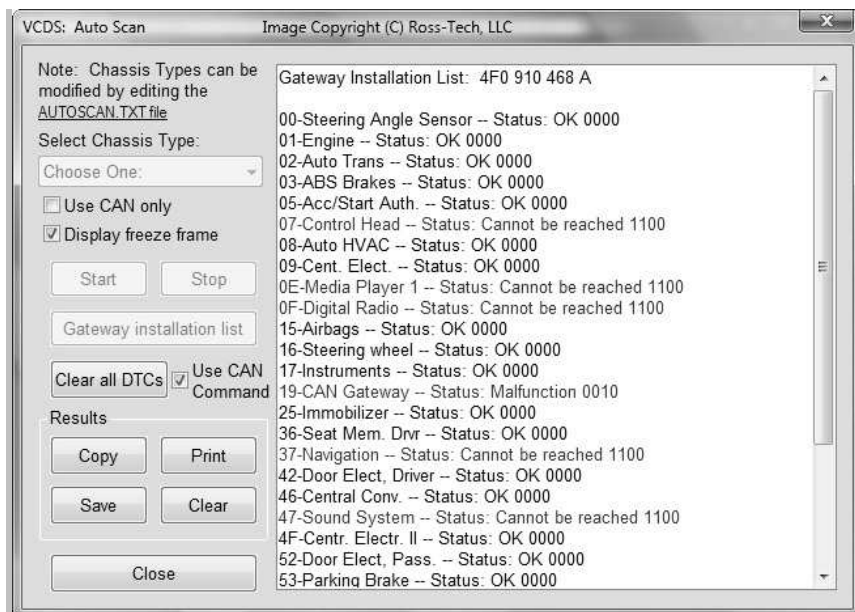 VCDS: Auto Scan
Image Copyright (C) Ross-Tech, LLC
Note: Chassis Types can be
modified by editing the
AUTOSCAN.TXT file
Select Chassis Type:
Choose One:
Use CAN only
Display freeze frame
Start
Stop
Gateway installation list
Clear all DTCs
Use CAN
Command
Results
Copy
Print
Save
Clear
Close
Gateway Installation List: 4F0 910 468 A
00-Steering Angle Sensor -- Status: OK 0000
01-Engine -- Status: OK 0000
02-Auto Trans -- Status: OK 0000
03-ABS Brakes -- Status: OK 0000
05-Acc/Start Auth. -- Status: OK 0000
07-Control Head -- Status: Cannot be reached 1100
08-Auto HVAC -- Status: OK 0000
09-Cent. Elect. -- Status: OK 0000
0E-Media Player 1 -- Status: Cannot be reached 1100
0F-Digital Radio -- Status: Cannot be reached 1100
15-Airbags -- Status: OK 0000
16-Steering wheel -- Status: OK 0000
17-Instruments -- Status: OK 0000
19-CAN Gateway -- Status: Malfunction 0010
25-Immobilizer -- Status: OK 0000
36-Seat Mem. Drvr -- Status: OK 0000
37-Navigation -- Status: Cannot be reached 1100
42-Door Elect, Driver -- Status: OK 0000
46-Central Conv. -- Status: OK 0000
47-Sound System -- Status: Cannot be reached 1100
4F-Centr. Electr. II -- Status: OK 0000
52-Door Elect, Pass. -- Status: OK 0000
53-Parking Brake -- Status: OK 0000